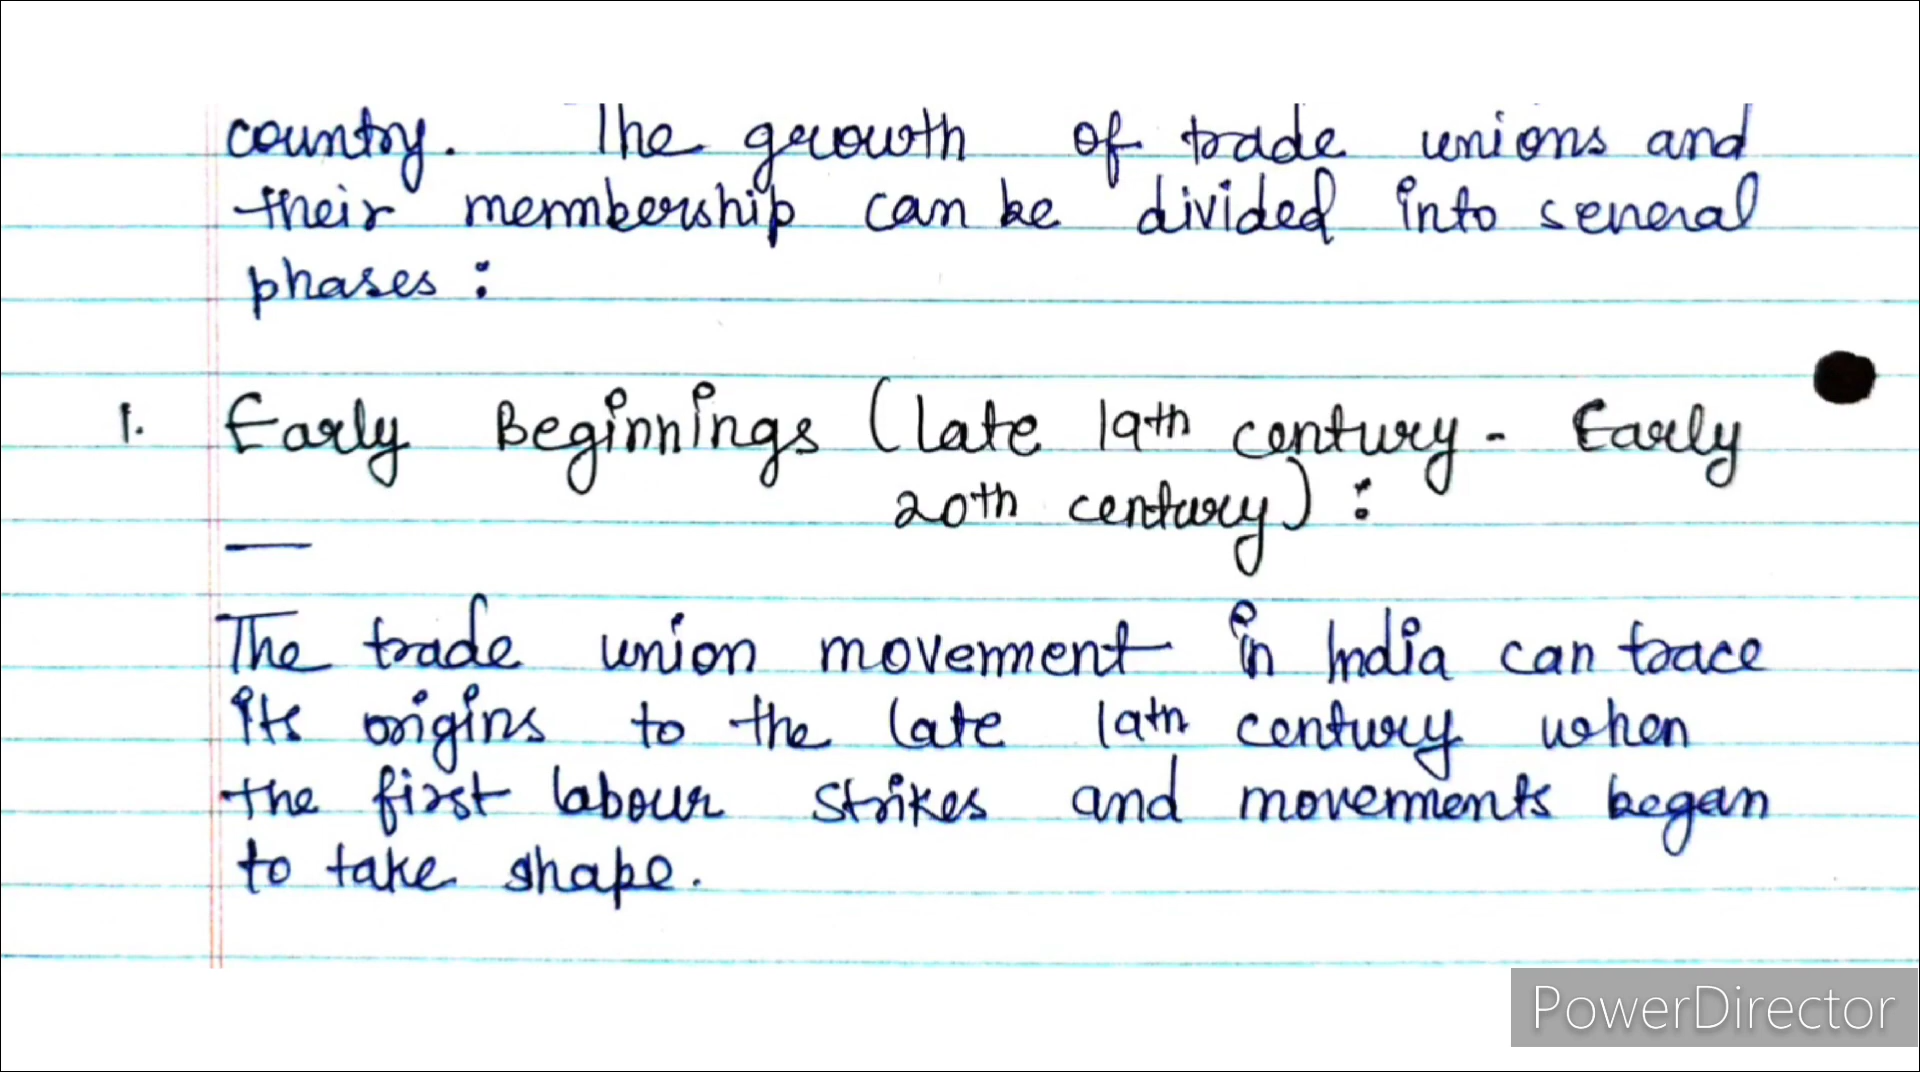 country. The growth of trade unions and
their membership can be divided into several
phases :
1. Early Beginnings (late 19th century - Early
20th century) :
The trade union movement in India can trace
its origins to the late 19th century when
the first labour strikes and movements began
to take shape.
PowerDirector